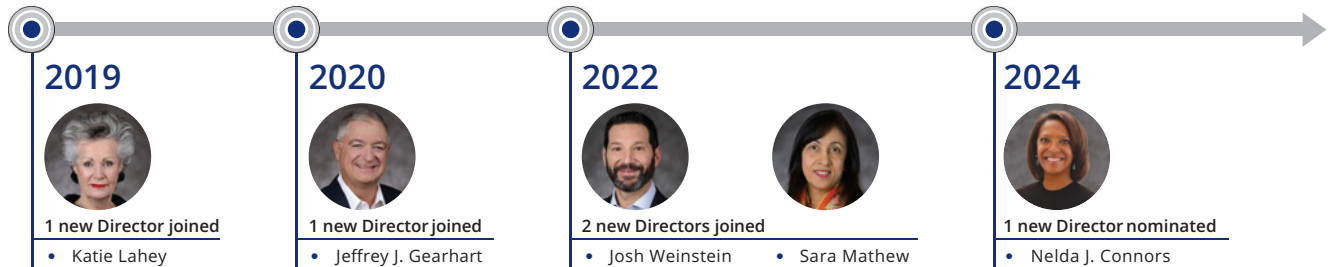 2019
1 new Director joined
• Katie Lahey
2020
1 new Director joined
• Jeffrey J. Gearhart
2022
2 new Directors joined
• Josh Weinstein
• Sara Mathew
2024
1 new Director nominated
• Nelda J. Connors